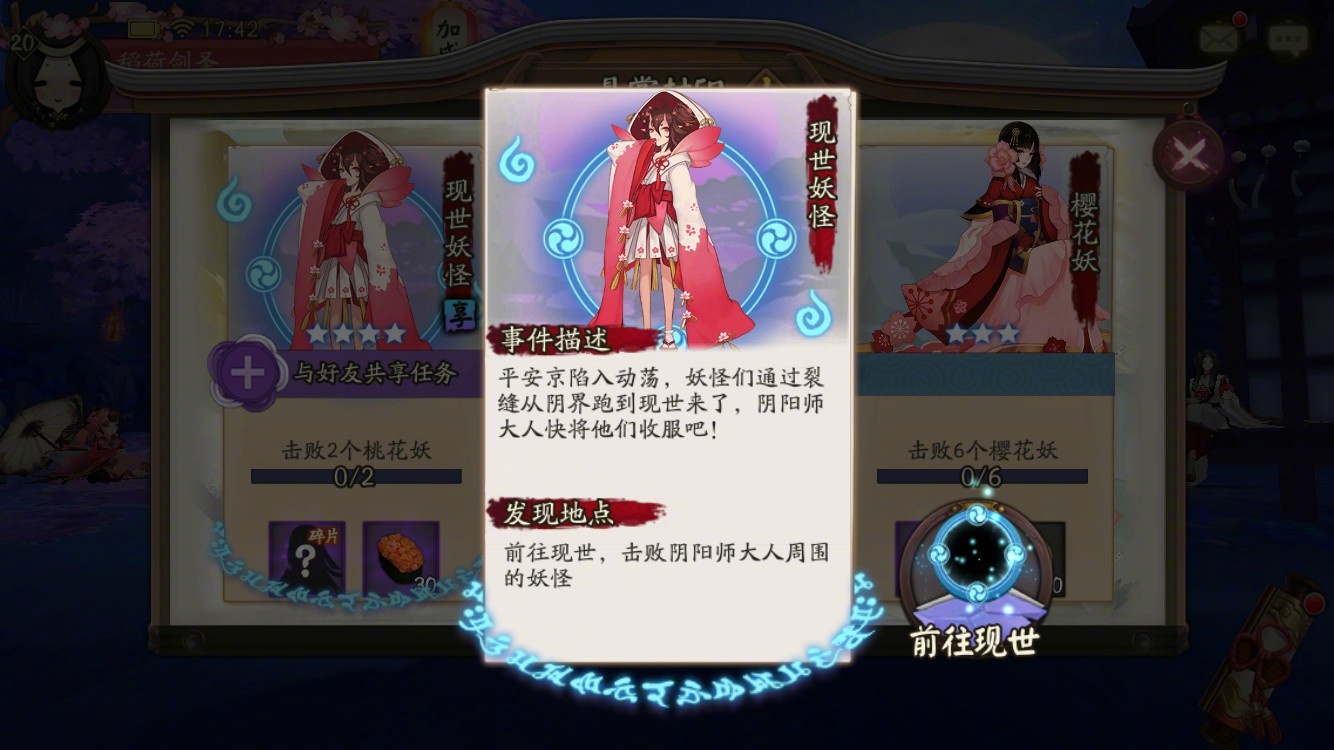 20
17:42
稻荷剑圣
加成
悬赏封印
现世妖怪
享
与好友共享任务
击败2个桃花妖
0/2
碎片
?
30
现世妖怪
事件描述
平安京陷入动荡，妖怪们通过裂
缝从阴界跑到现世来了，阴阳师
大人快将他们收服吧！
发现地点
前往现世，击败阴阳师大人周围
的妖怪
樱花妖
击败6个樱花妖
0/6
0
前往现世